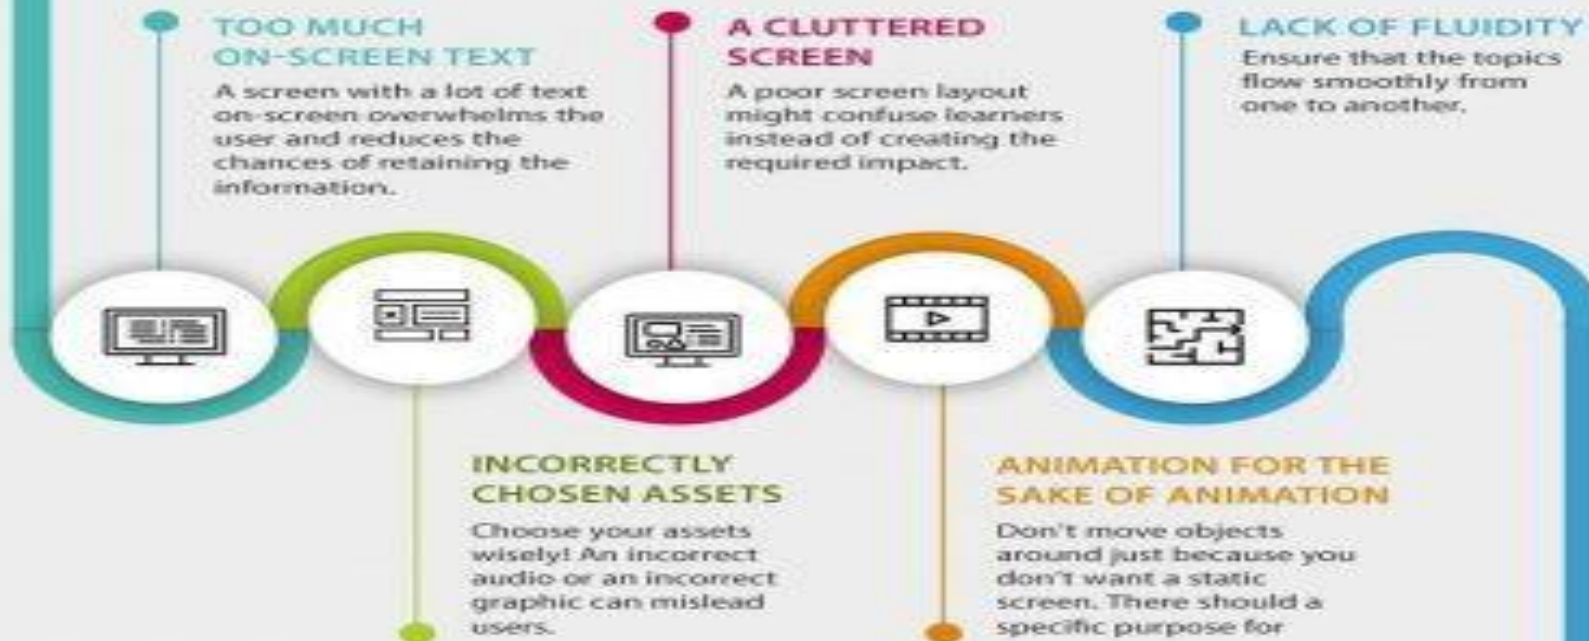 TOO MUCH
ON-SCREEN TEXT
A screen with a lot of text
on-screen overwhelms the
user and reduces the
chances of retaining the
information.
INCORRECTLY
CHOSEN ASSETS
Choose your assets
wisely! An incorrect
audio or an incorrect
graphic can mislead
users.
A CLUTTERED
SCREEN
A poor screen layout
might confuse learners
instead of creating the
required impact.
ANIMATION FOR THE
SAKE OF ANIMATION
Don't move objects
around just because you
don't want a static
screen. There should a
specific purpose for
LACK OF FLUIDITY
Ensure that the topics
flow smoothly from
one to another.